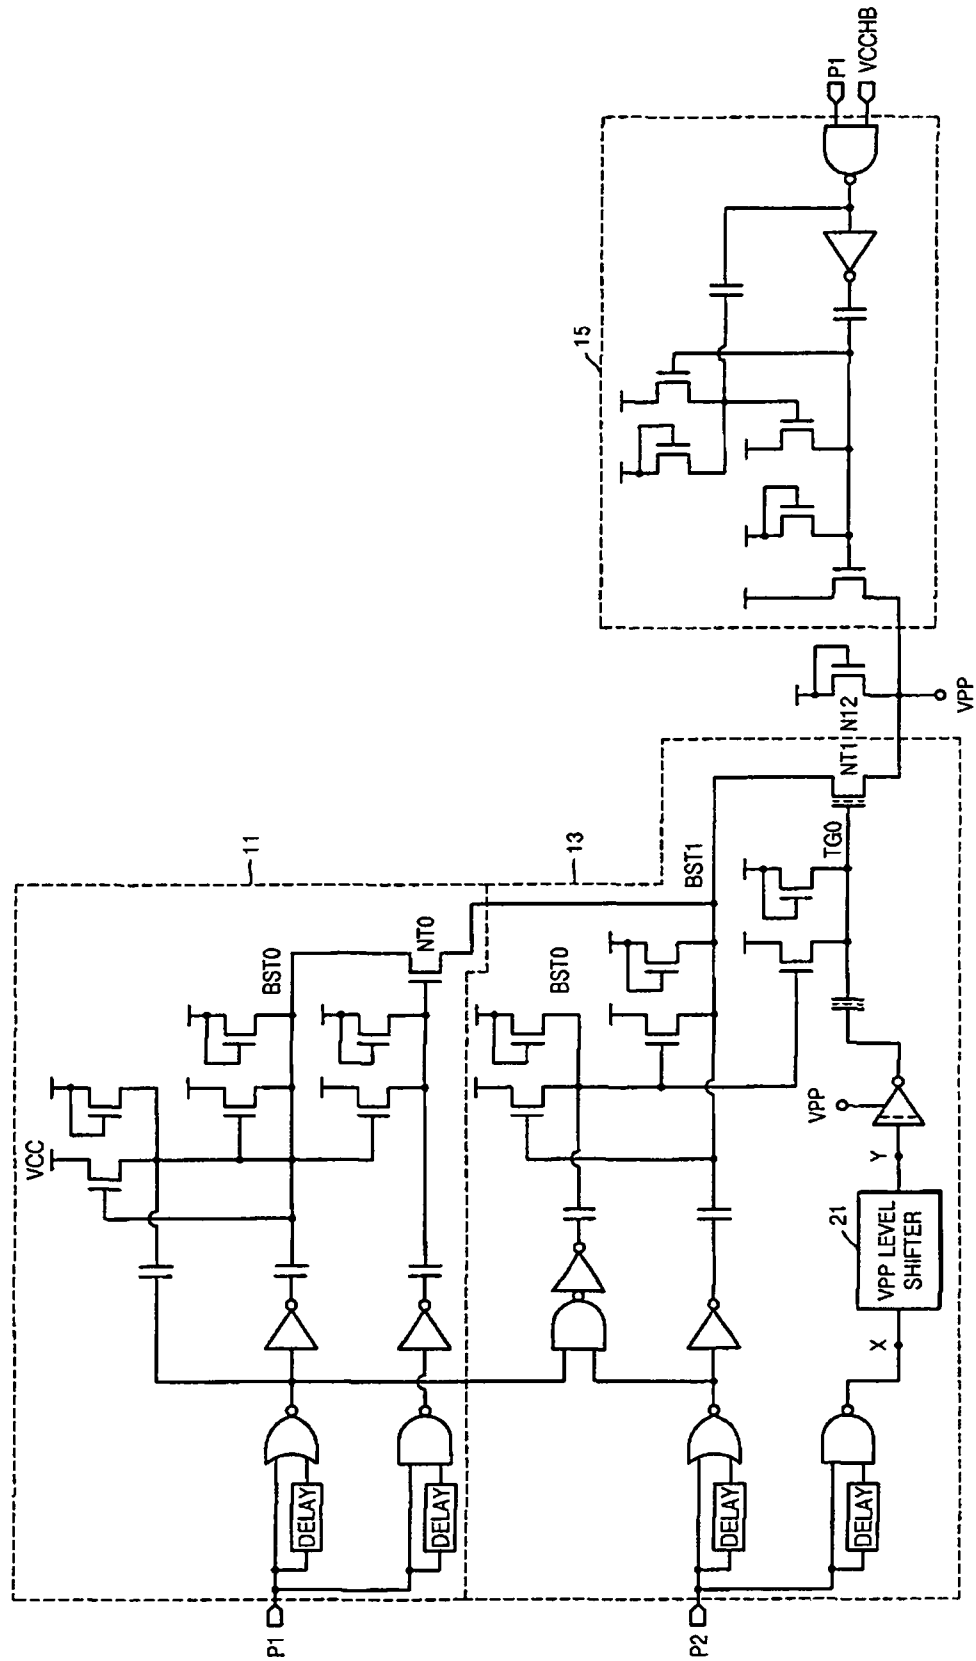 P1
VCCHB
15
11
13
VCC
BST0
NT0
BST0
BST1
NT1
N12
VPP
TG0
VPP
Y
21
VPP LEVEL
SHIFTER
X
DELAY
DELAY
DELAY
DELAY
P1
P2